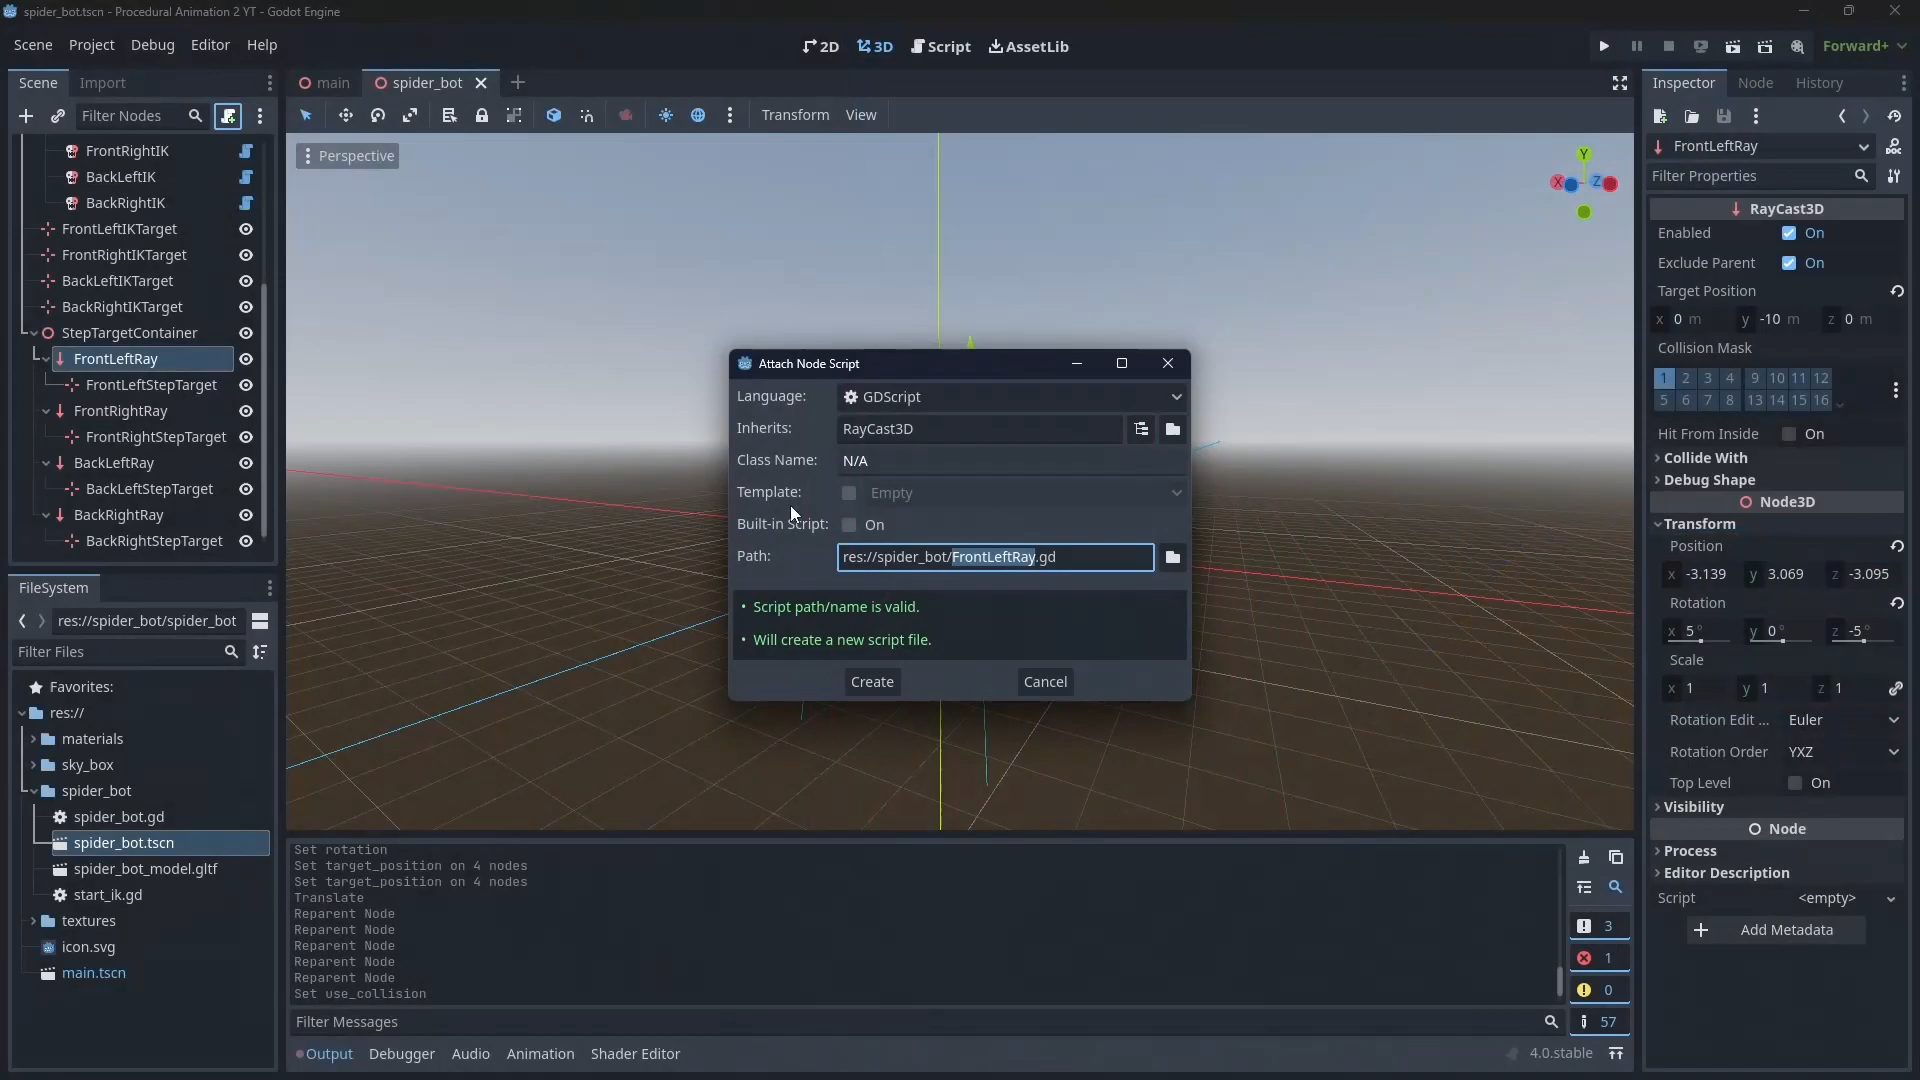 spider_bot.tscn - Procedural Animation 2 YT - Godot Engine
Scene Project Debug Editor Help
2D 3D Script AssetLib
Forward+
Scene Import
Filter Nodes
FrontRightIK
BackLeftIK
BackRightIK
FrontLeftIKTarget
FrontRightIKTarget
BackLeftIKTarget
BackRightIKTarget
StepTargetContainer
FrontLeftRay
FrontLeftStepTarget
FrontRightRay
FrontRightStepTarget
BackLeftRay
BackLeftStepTarget
BackRightRay
BackRightStepTarget
FileSystem
res://spider_bot/spider_bot
Filter Files
Favorites:
res://
materials
sky_box
spider_bot
spider_bot.gd
spider_bot.tscn
spider_bot_model.gltf
start_ik.gd
textures
icon.svg
main.tscn
main spider_bot
Transform View
Perspective
Y
X Z
Attach Node Script
Language: GDScript
Inherits: RayCast3D
Class Name: N/A
Template: Empty
Built-in Script: On
Path: res://spider_bot/FrontLeftRay.gd
• Script path/name is valid.
• Will create a new script file.
Create Cancel
Set rotation
Set target_position on 4 nodes
Set target_position on 4 nodes
Translate
Reparent Node
Reparent Node
Reparent Node
Reparent Node
Reparent Node
Set use_collision
Filter Messages
3
1
0
57
Output Debugger Audio Animation Shader Editor
4.0.stable
Inspector Node History
FrontLeftRay
Filter Properties
RayCast3D
Enabled On
Exclude Parent On
Target Position
x 0 m y -10 m z 0 m
Collision Mask
1 2 3 4 9 10 11 12
5 6 7 8 13 14 15 16
Hit From Inside On
Collide With
Debug Shape
Node3D
Transform
Position
x -3.139 y 3.069 z -3.095
Rotation
x 5° y 0° z -5°
Scale
x 1 y 1 z 1
Rotation Edit ... Euler
Rotation Order YXZ
Top Level On
Visibility
Node
Process
Editor Description
Script <empty>
Add Metadata